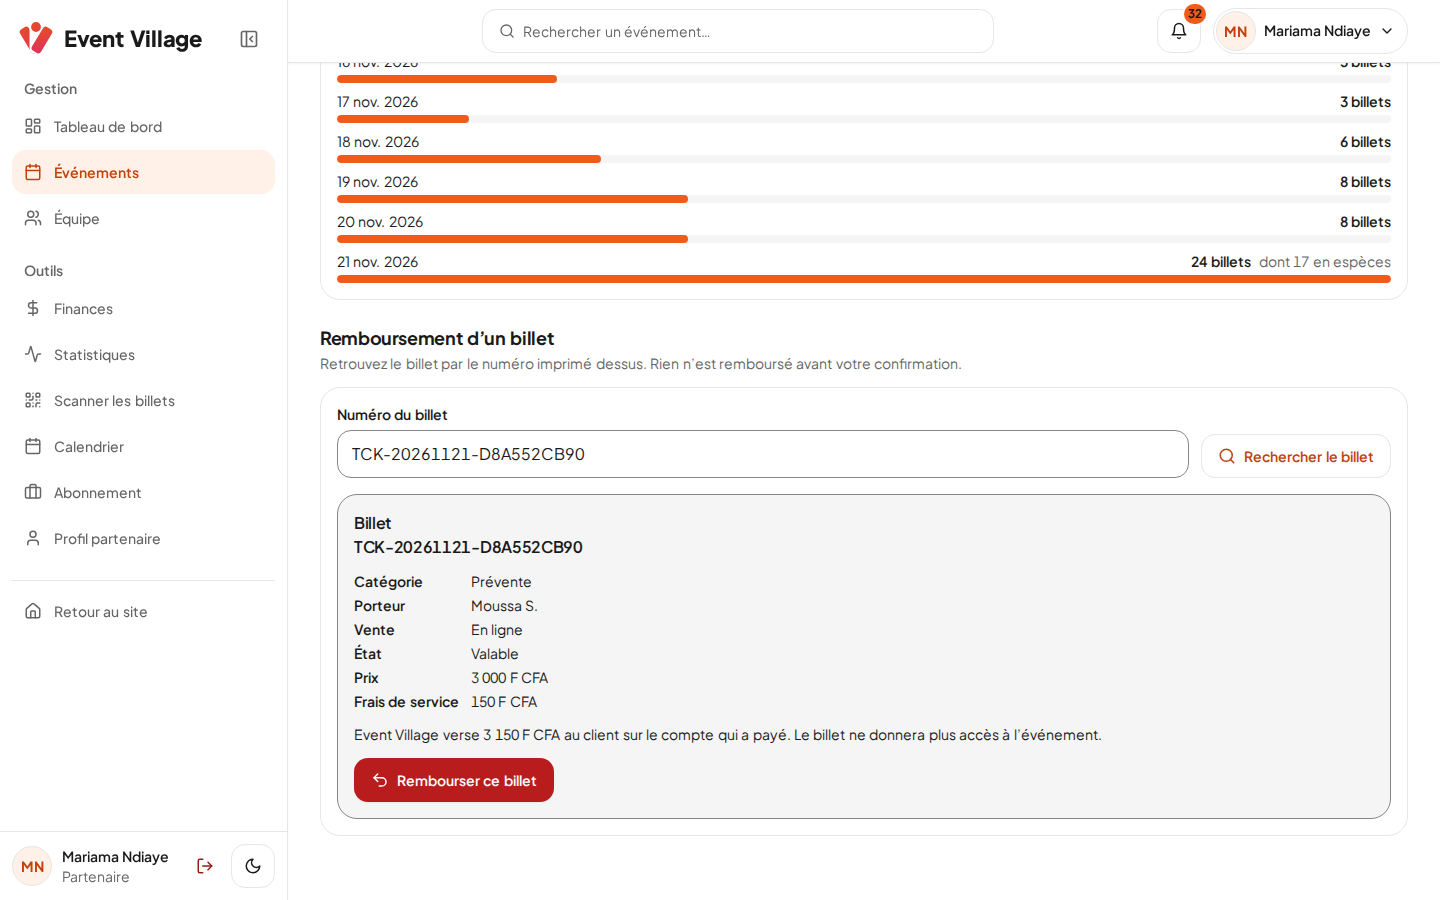 Event Village
Gestion
Tableau de bord
Événements
Équipe
Outils
Finances
Statistiques
Scanner les billets
Calendrier
Abonnement
Profil partenaire
Retour au site
MN
Mariama Ndiaye
Partenaire
Rechercher un événement...
32
MN Mariama Ndiaye
17 nov. 2026 3 billets
18 nov. 2026 6 billets
19 nov. 2026 8 billets
20 nov. 2026 8 billets
21 nov. 2026 24 billets dont 17 en espèces
Remboursement d’un billet
Retrouvez le billet par le numéro imprimé dessus. Rien n’est remboursé avant votre confirmation.
Numéro du billet
TCK-20261121-D8A552CB90
Rechercher le billet
Billet
TCK-20261121-D8A552CB90
Catégorie Prévente
Porteur Moussa S.
Vente En ligne
État Valable
Prix 3 000 F CFA
Frais de service 150 F CFA
Event Village verse 3 150 F CFA au client sur le compte qui a payé. Le billet ne donnera plus accès à l’événement.
Rembourser ce billet